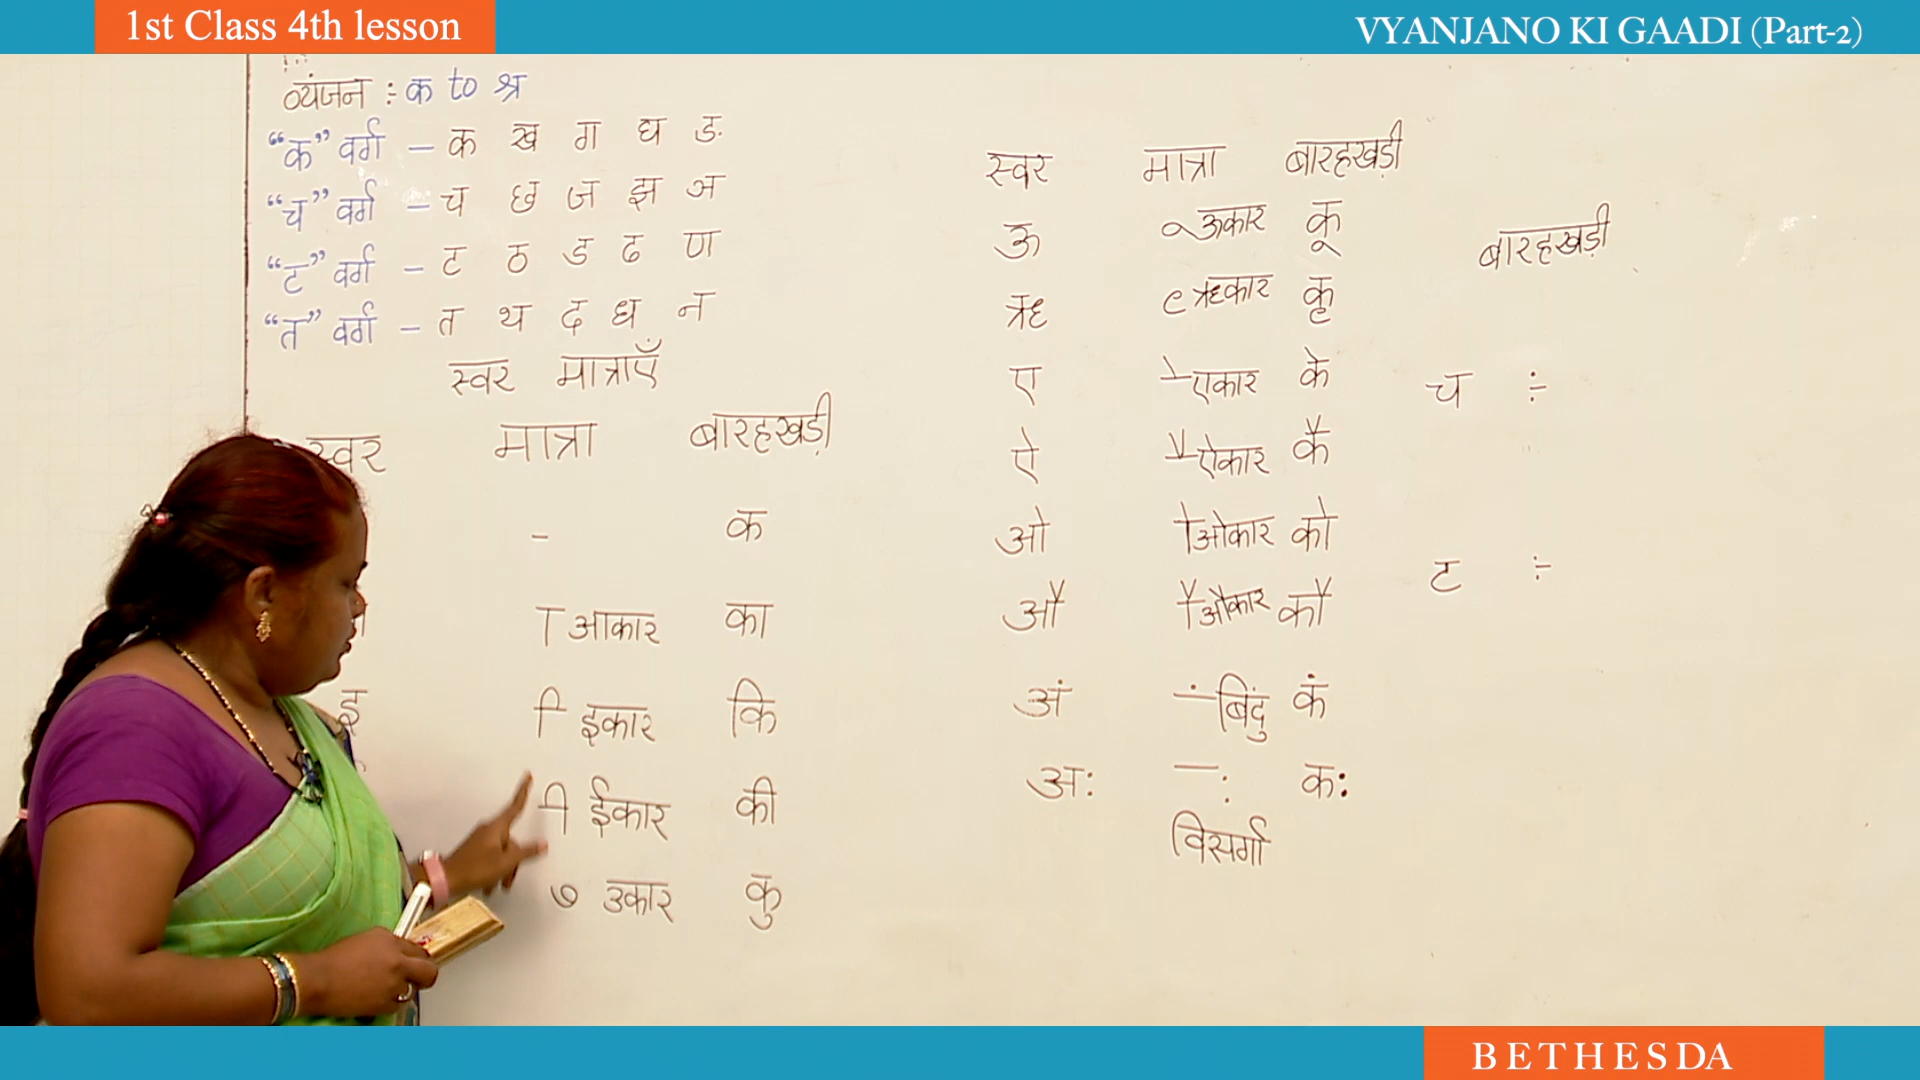 1st Class 4th lesson
VYANJANO KI GAADI (Part-2)
व्यंजन :- क to श्र
“क” वर्ग – क ख ग घ ङ
“च” वर्ग – च छ ज झ ञ
“ट” वर्ग – ट ठ ड ढ ण
“त” वर्ग – त थ द ध न
स्वर मात्राएँ
स्वर मात्रा बारहखड़ी
- क
ा आकार का
इ ि इकार कि
ी ईकार की
ु उकार कु
स्वर मात्रा बारहखड़ी
ऊ ू ऊकार कू
ऋ ृ ऋकार कृ
ए े एकार के
ऐ ै ऐकार कै
ओ ो ओकार को
औ ौ औकार कौ
अं ं बिंदु कं
अः ः कः
विसर्ग
बारहखड़ी
च :-
ट :-
BETHESDA